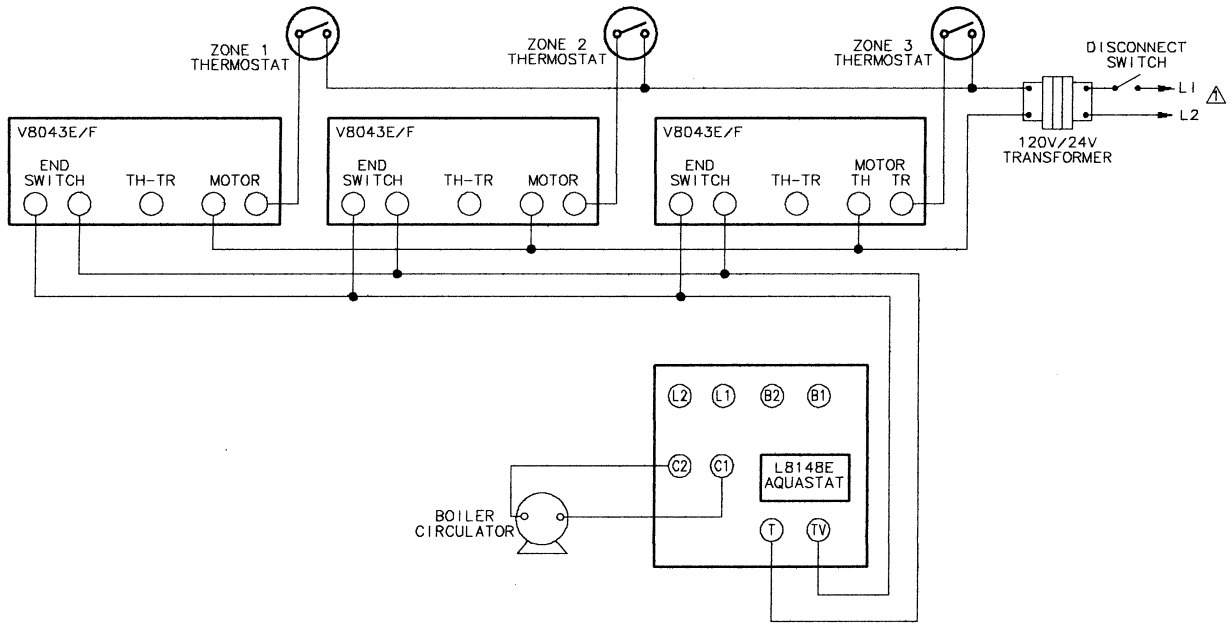 ZONE 1
THERMOSTAT
ZONE 2
THERMOSTAT
ZONE 3
THERMOSTAT
DISCONNECT
SWITCH
L1
1
L2
120V/24V
TRANSFORMER
V8043E/F
END
SWITCH
TH-TR
MOTOR
V8043E/F
END
SWITCH
TH-TR
MOTOR
V8043E/F
END
SWITCH
TH-TR
MOTOR
TH TR
L2 L1 B2 B1
C2 C1
L8148E
AQUASTAT
T TV
BOILER
CIRCULATOR